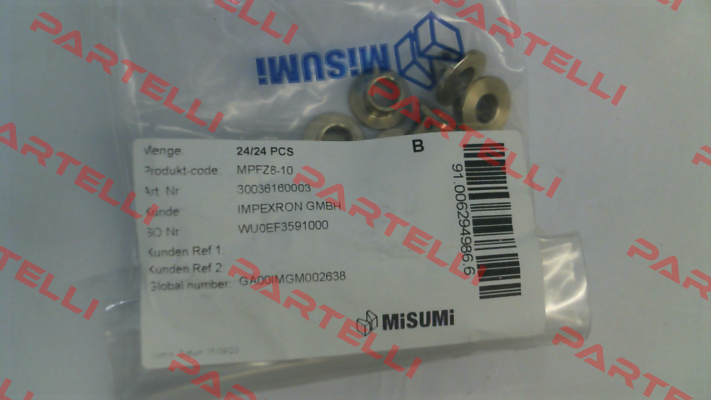 MiSUMi
Menge: 24/24 PCS B
Produkt-code: MPFZ8-10
Art. Nr 30036160003
Kunde: IMPEXRON GMBH
SO Nr WU0EF3591000
Kunden Ref 1:
Kunden Ref 2:
Global number: GA00IMGM002638
91.006294986.6
MiSUMi
PARTELLI
PARTELLI
PARTELLI
PARTELLI
PARTELLI
PARTELLI
PARTELLI